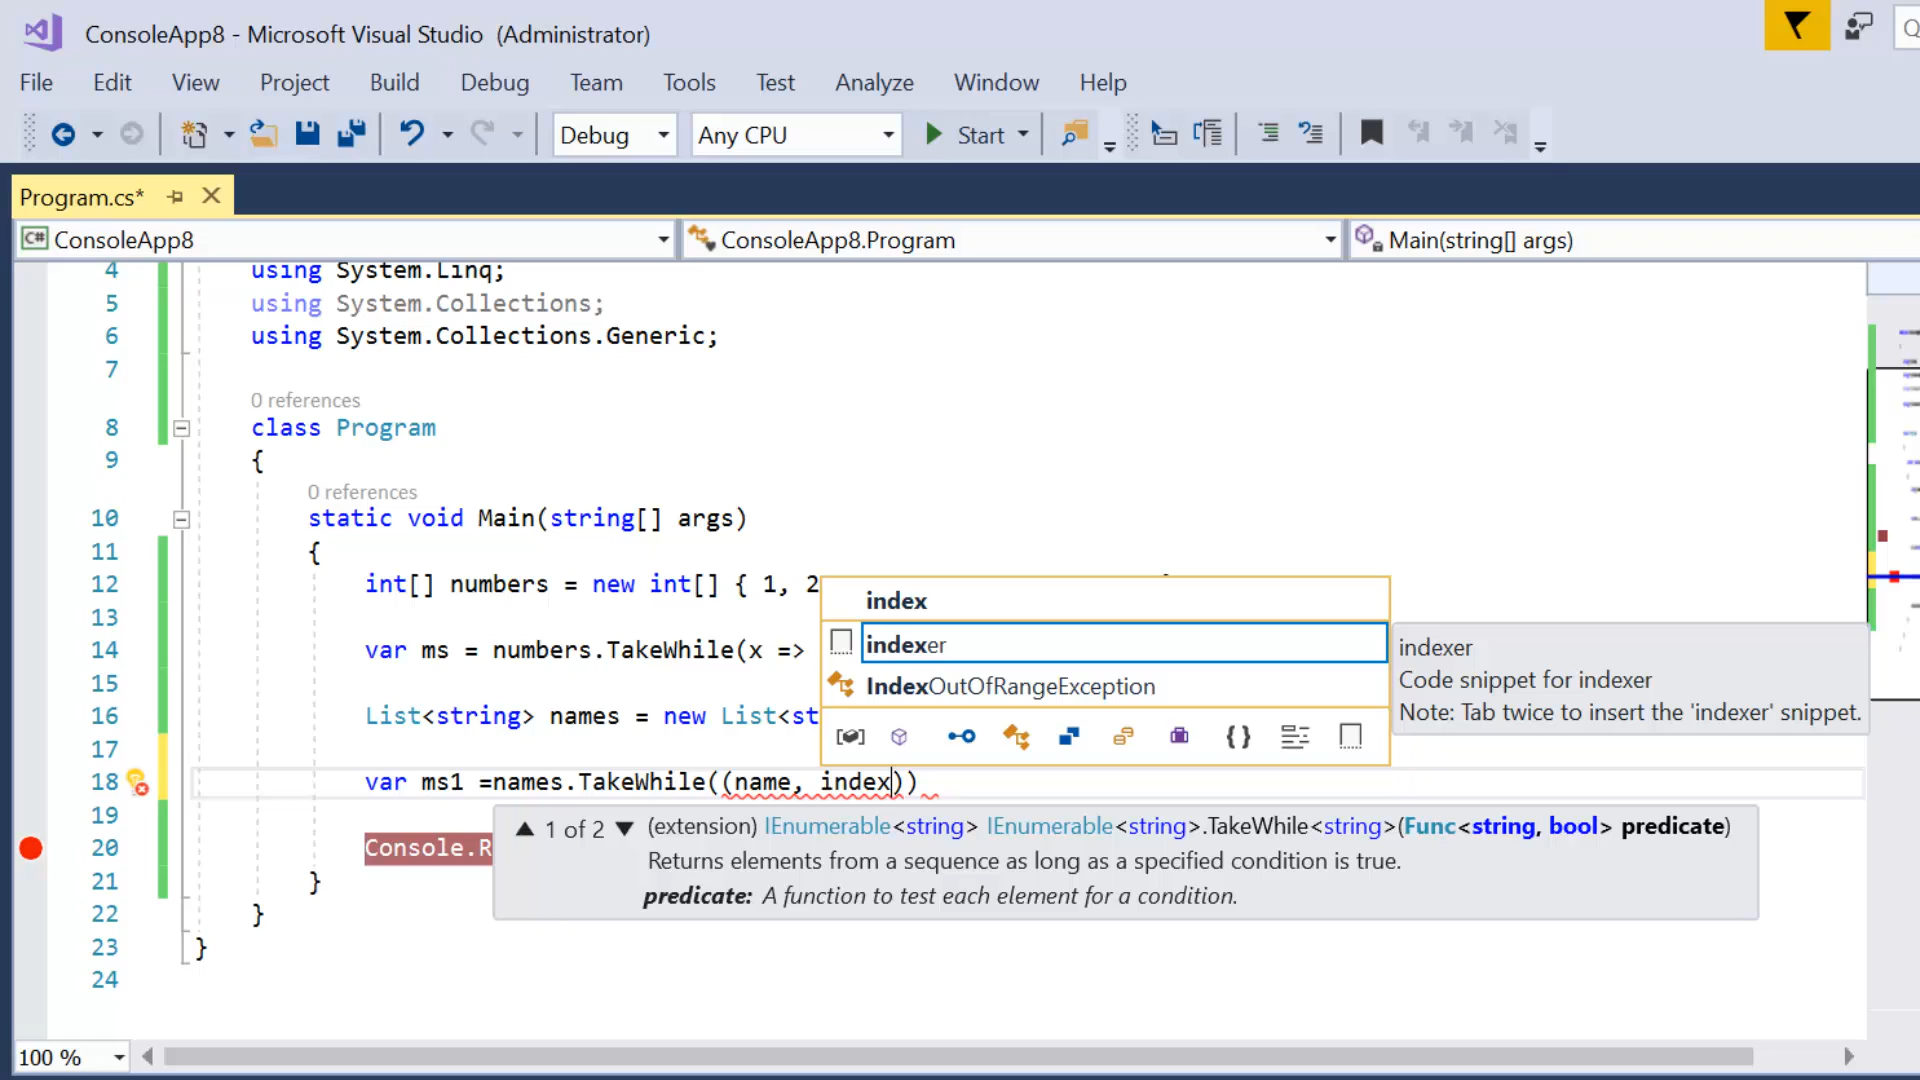 ConsoleApp8 - Microsoft Visual Studio (Administrator)
File Edit View Project Build Debug Team Tools Test Analyze Window Help
Debug Any CPU Start
Program.cs*
C# ConsoleApp8 ConsoleApp8.Program Main(string[] args)
4 using System.Linq;
5 using System.Collections;
6 using System.Collections.Generic;
7
0 references
8 class Program
9 {
0 references
10 static void Main(string[] args)
11 {
12 int[] numbers = new int[] { 1, 2
13
14 var ms = numbers.TakeWhile(x =>
15
16 List<string> names = new List<st
17
18 var ms1 =names.TakeWhile((name, index))
19
20 Console.R
21 }
22 }
23 }
24
index
indexer
IndexOutOfRangeException
indexer
Code snippet for indexer
Note: Tab twice to insert the 'indexer' snippet.
▲ 1 of 2 ▼ (extension) IEnumerable<string> IEnumerable<string>.TakeWhile<string>(Func<string, bool> predicate)
Returns elements from a sequence as long as a specified condition is true.
predicate: A function to test each element for a condition.
100 %